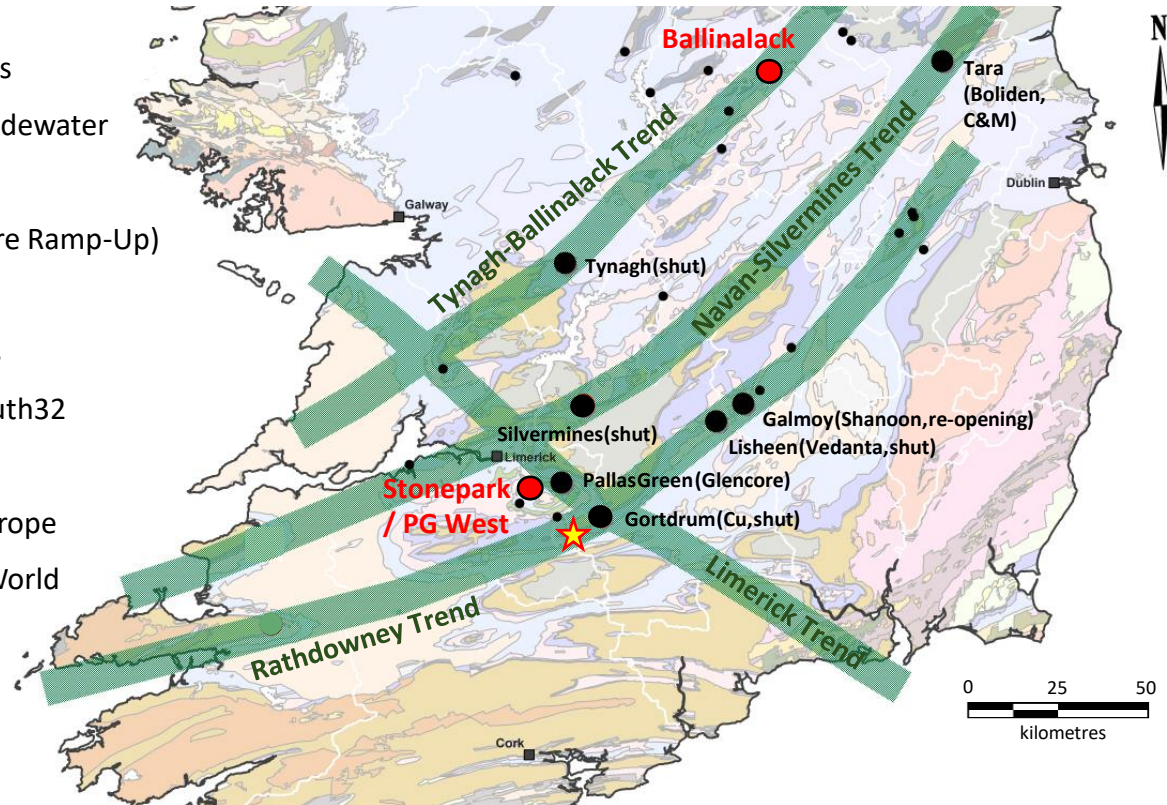 s
dewater
re Ramp-Up)
uth32
rope
World
Ballinalack
N
Tara
(Boliden,
C&M)
Tynagh-Ballinalack Trend
Navan-Silvermines Trend
Dublin
Galway
Tynagh(shut)
Galmoy(Shanoon,re-opening)
Lisheen(Vedanta,shut)
Silvermines(shut)
Limerick
PallasGreen(Glencore)
Stonepark
/ PG West
Gortdrum(Cu,shut)
Limerick Trend
Rathdowney Trend
Cork
0 25 50
kilometres